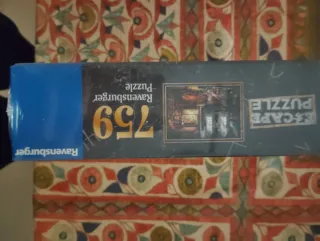 ESCAPE
PUZZLE
759
Ravensburger
Puzzle
Ravensburger